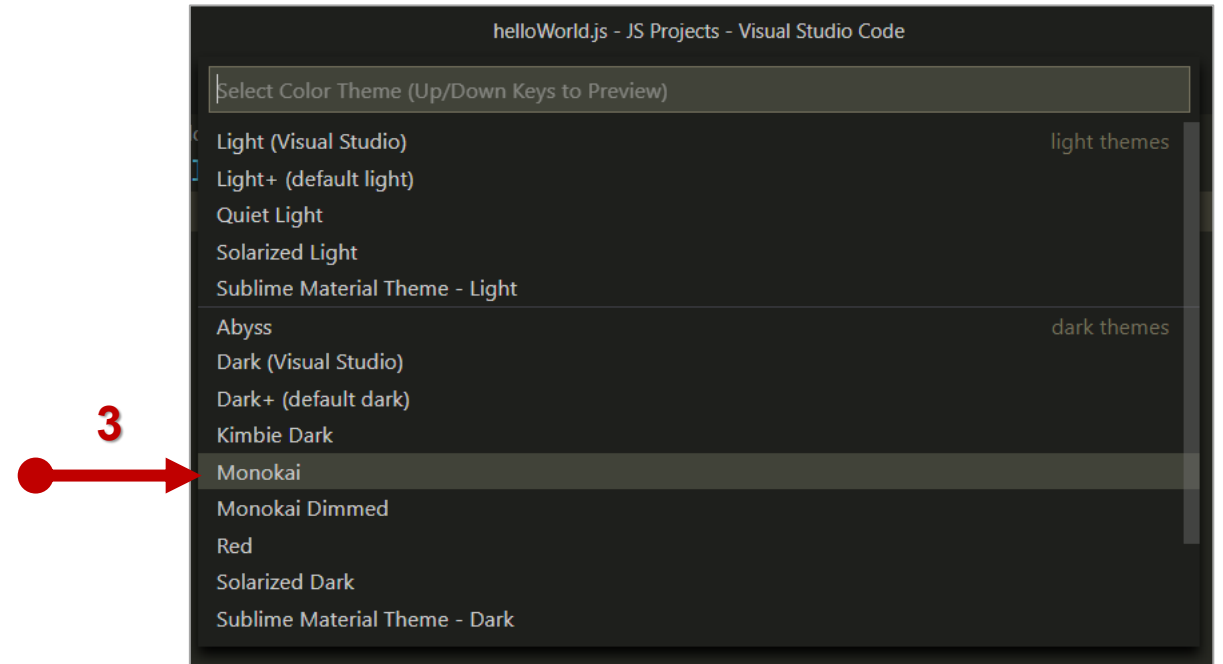 helloWorld.js - JS Projects - Visual Studio Code
Select Color Theme (Up/Down Keys to Preview)
Light (Visual Studio) light themes
Light+ (default light)
Quiet Light
Solarized Light
Sublime Material Theme - Light
Abyss dark themes
Dark (Visual Studio)
Dark+ (default dark)
Kimbie Dark
3
Monokai
Monokai Dimmed
Red
Solarized Dark
Sublime Material Theme - Dark